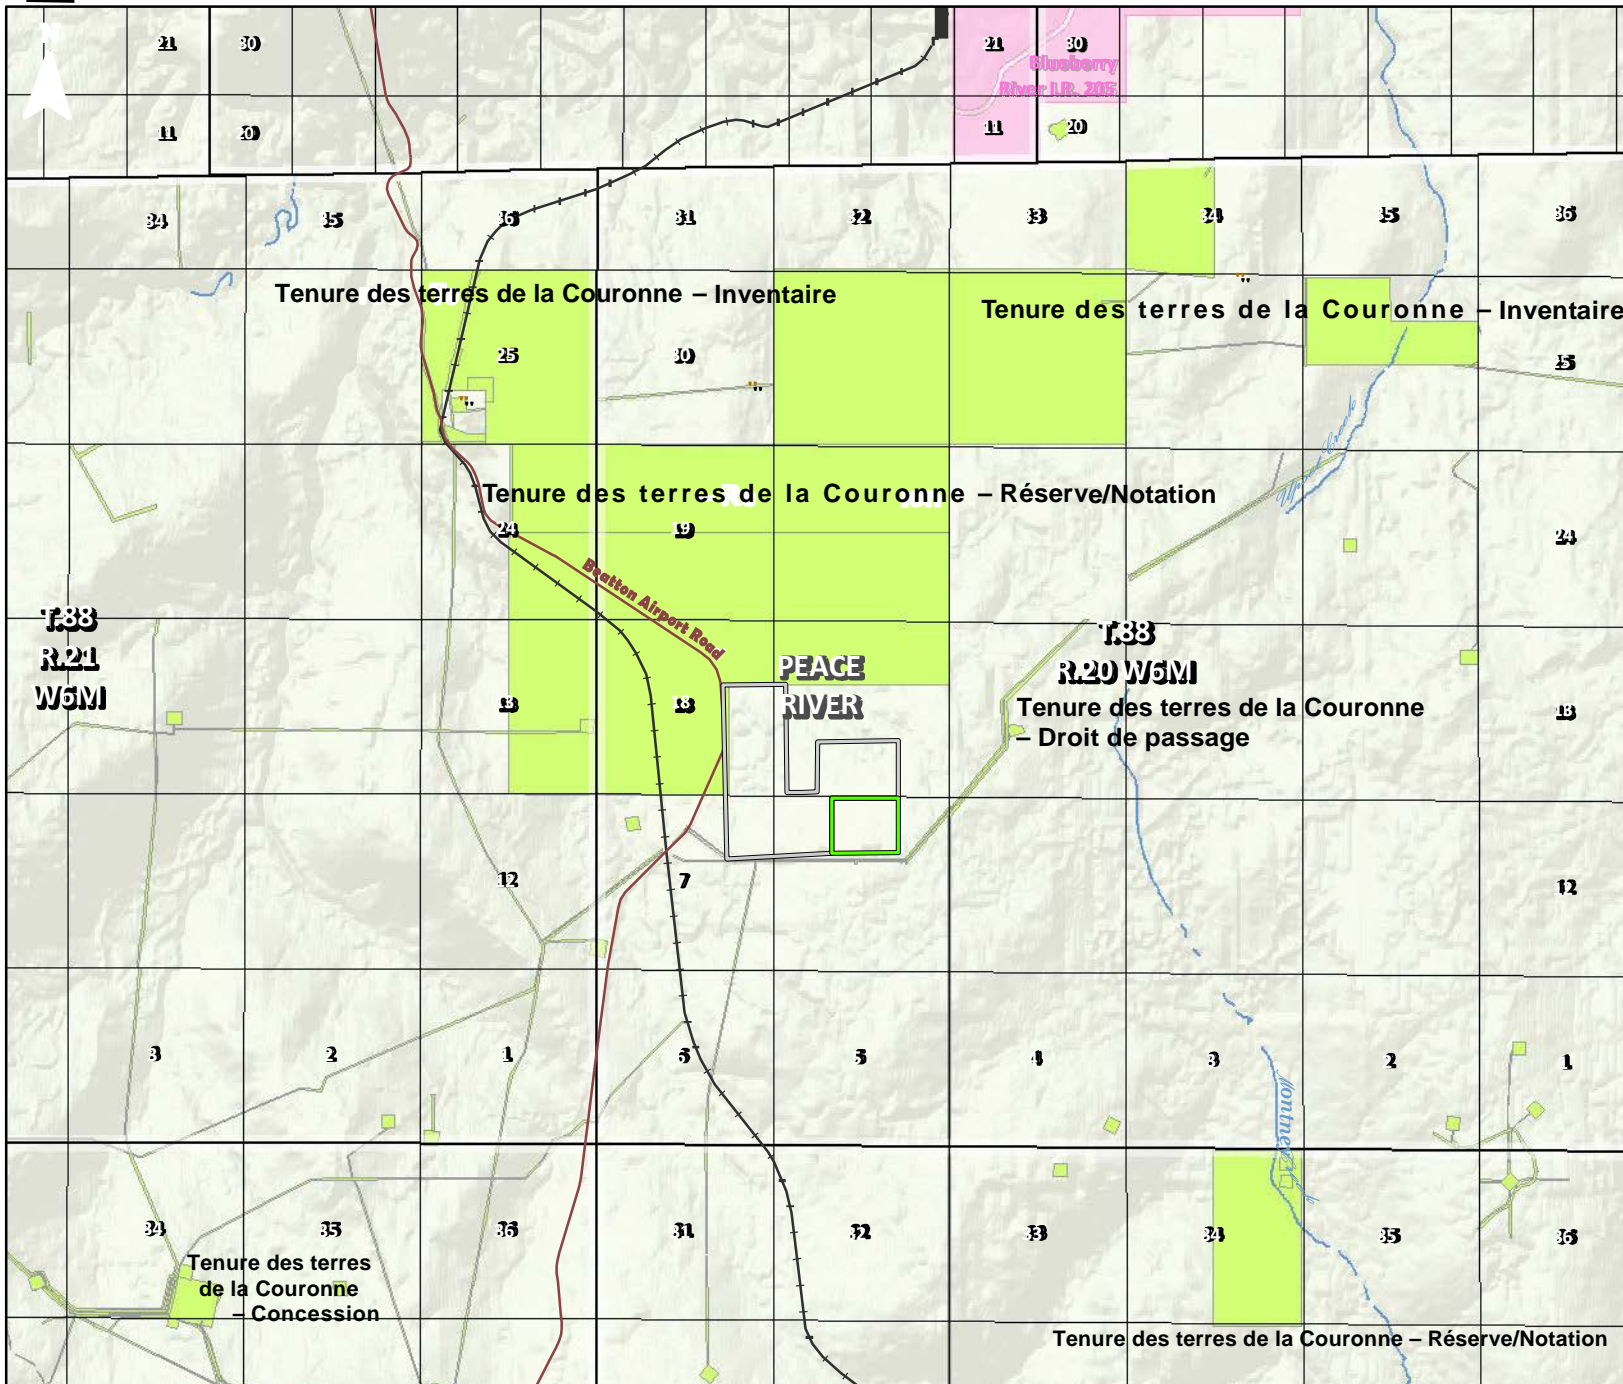 N
21 30 21 30
Blueberry
River I.R. 205
11 20 11 20
34 35 36 31 32 33 34 35 36
Tenure des terres de la Couronne – Inventaire
Tenure des terres de la Couronne – Inventaire
25 30 25
Tenure des terres de la Couronne – Réserve/Notation
24 19 24
Beatton Airport Road
T.88
R.21
W6M
T.88
R.20 W6M
PEACE
RIVER
13 18 13
Tenure des terres de la Couronne
– Droit de passage
12 7 12
3 2 1 6 5 4 3 2 1
Montney
34 35 36 31 32 33 34 35 36
Tenure des terres
de la Couronne
– Concession
Tenure des terres de la Couronne – Réserve/Notation